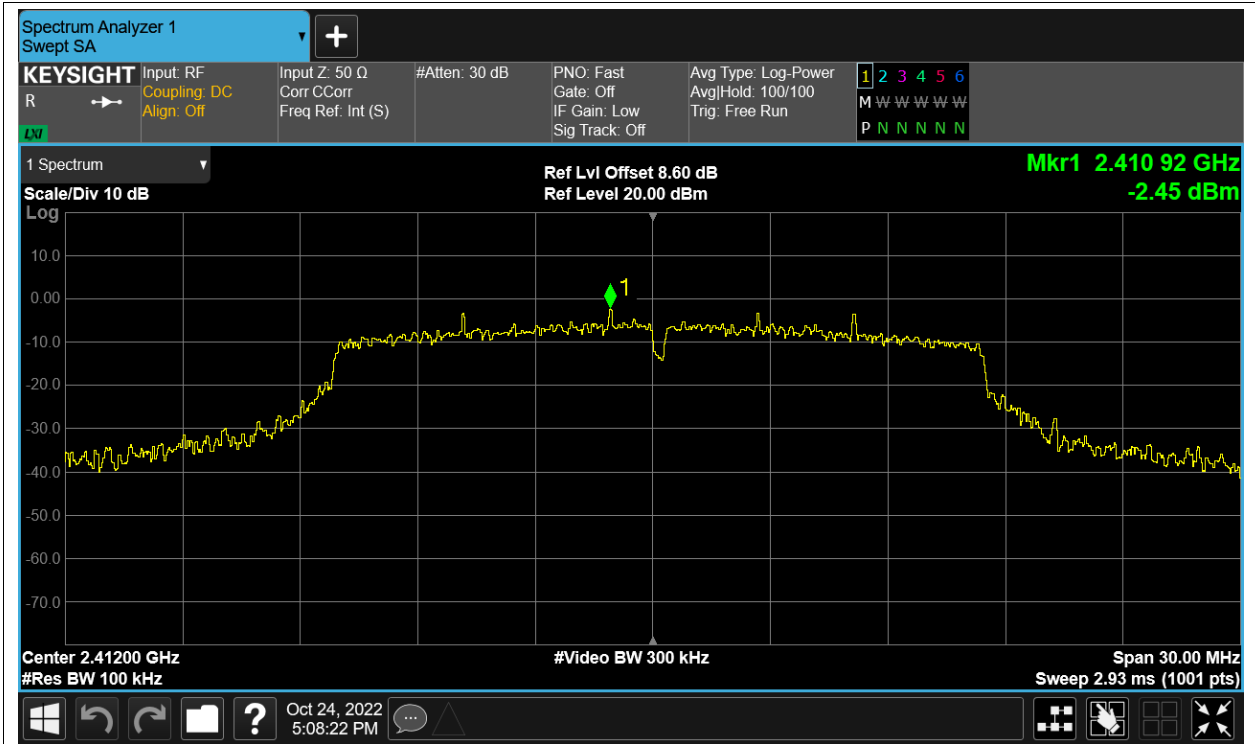 Spectrum Analyzer 1
Swept SA
KEYSIGHT
R
LXI
Input: RF
Coupling: DC
Align: Off
Input Z: 50 Ω
Corr CCorr
Freq Ref: Int (S)
#Atten: 30 dB
PNO: Fast
Gate: Off
IF Gain: Low
Sig Track: Off
Avg Type: Log-Power
Avg|Hold: 100/100
Trig: Free Run
1 2 3 4 5 6
M W W W W W
P N N N N N
1 Spectrum
Scale/Div 10 dB
Log
Ref Lvl Offset 8.60 dB
Ref Level 20.00 dBm
Mkr1 2.410 92 GHz
-2.45 dBm
1
10.0
0.00
-10.0
-20.0
-30.0
-40.0
-50.0
-60.0
-70.0
Center 2.41200 GHz
#Res BW 100 kHz
#Video BW 300 kHz
Span 30.00 MHz
Sweep 2.93 ms (1001 pts)
?
Oct 24, 2022
5:08:22 PM